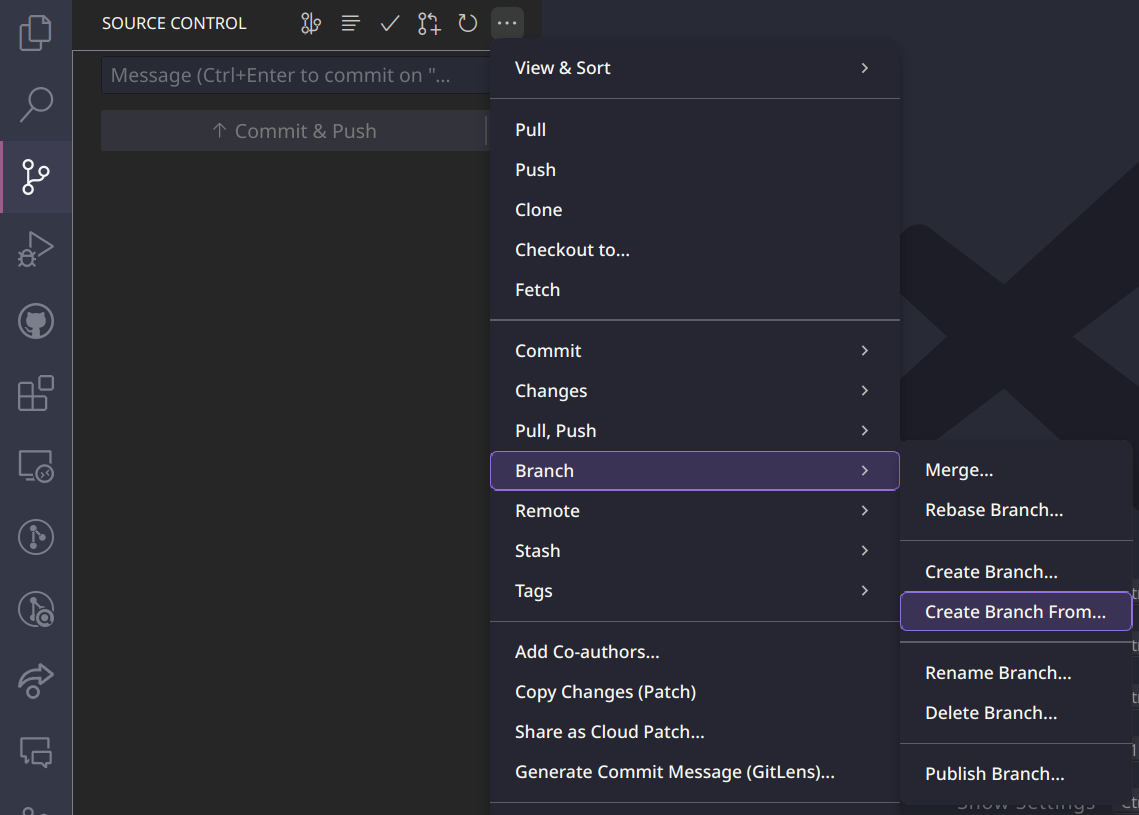 SOURCE CONTROL
Message (Ctrl+Enter to commit on "...
Commit & Push
View & Sort
Pull
Push
Clone
Checkout to...
Fetch
Commit
Changes
Pull, Push
Branch
Remote
Stash
Tags
Add Co-authors...
Copy Changes (Patch)
Share as Cloud Patch...
Generate Commit Message (GitLens)...
Merge...
Rebase Branch...
Create Branch...
Create Branch From...
Rename Branch...
Delete Branch...
Publish Branch...
Show Settings